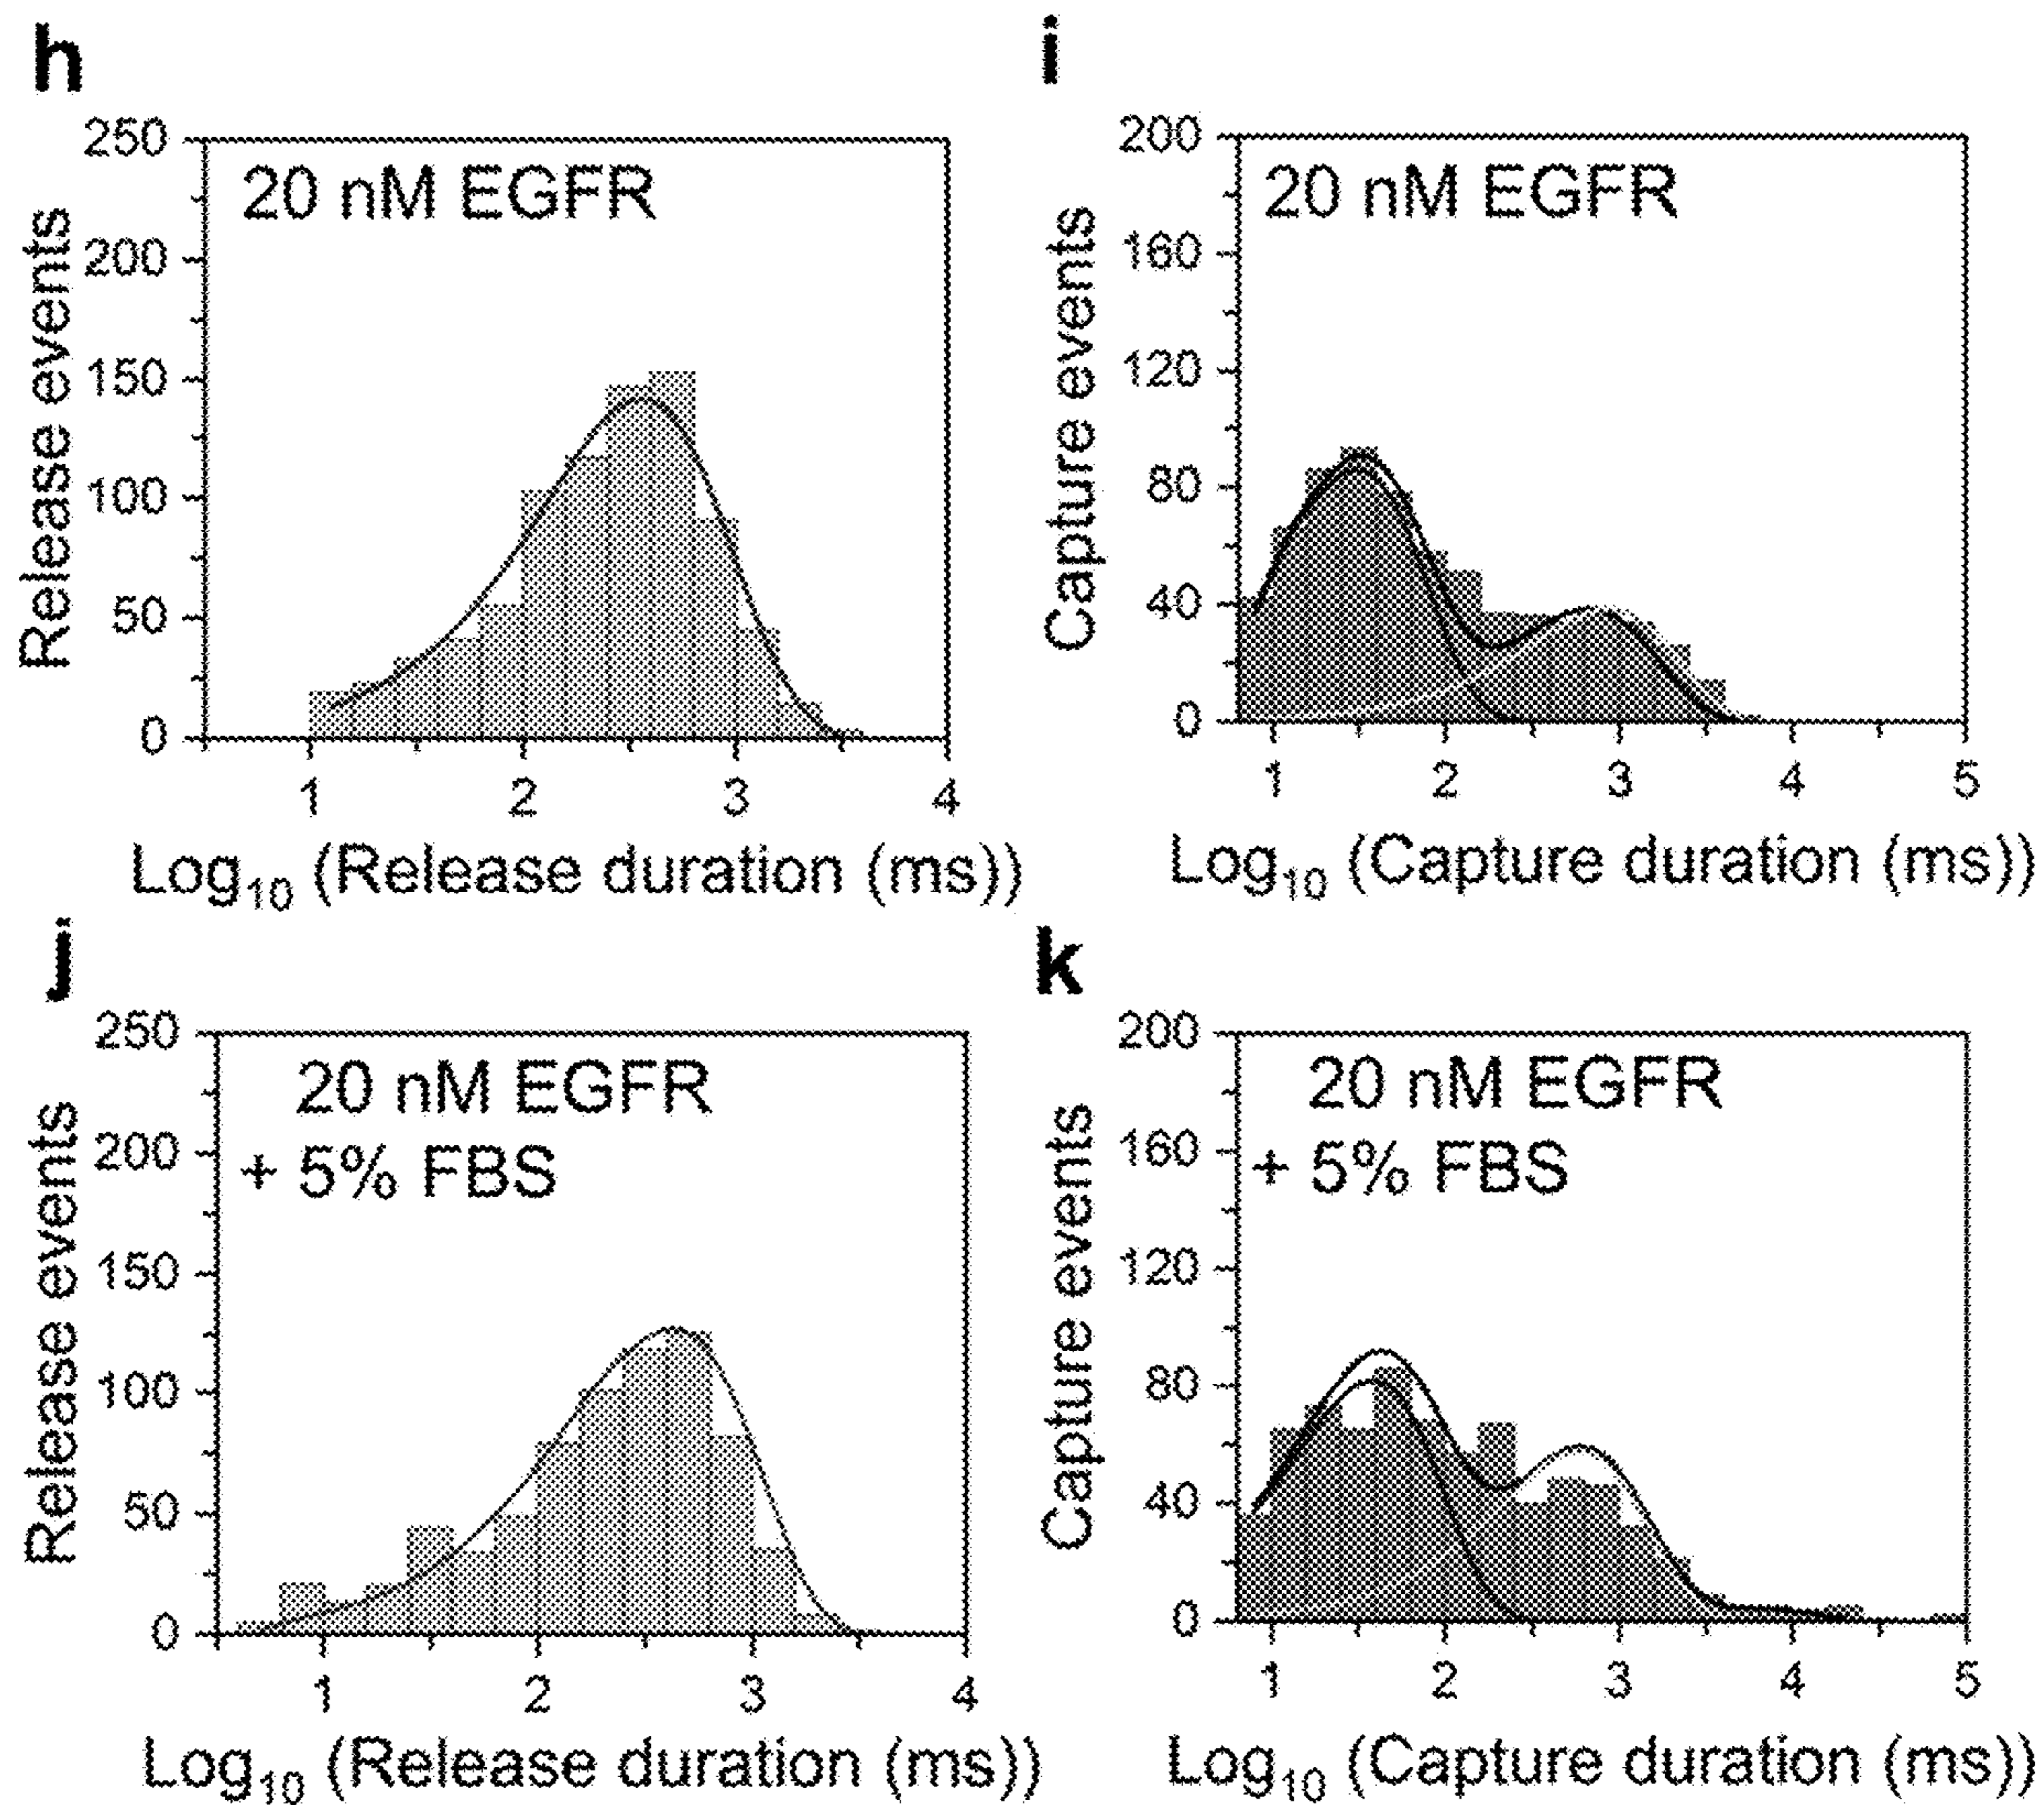 h
250
200
150
100
50
0
Release events
20 nM EGFR
1 2 3 4
Log10 (Release duration (ms))
i
200
160
120
80
40
0
Capture events
20 nM EGFR
1 2 3 4 5
Log10 (Capture duration (ms))
j
250
200
150
100
50
0
Release events
20 nM EGFR
+ 5% FBS
1 2 3 4
Log10 (Release duration (ms))
k
200
160
120
80
40
0
Capture events
20 nM EGFR
+ 5% FBS
1 2 3 4 5
Log10 (Capture duration (ms))